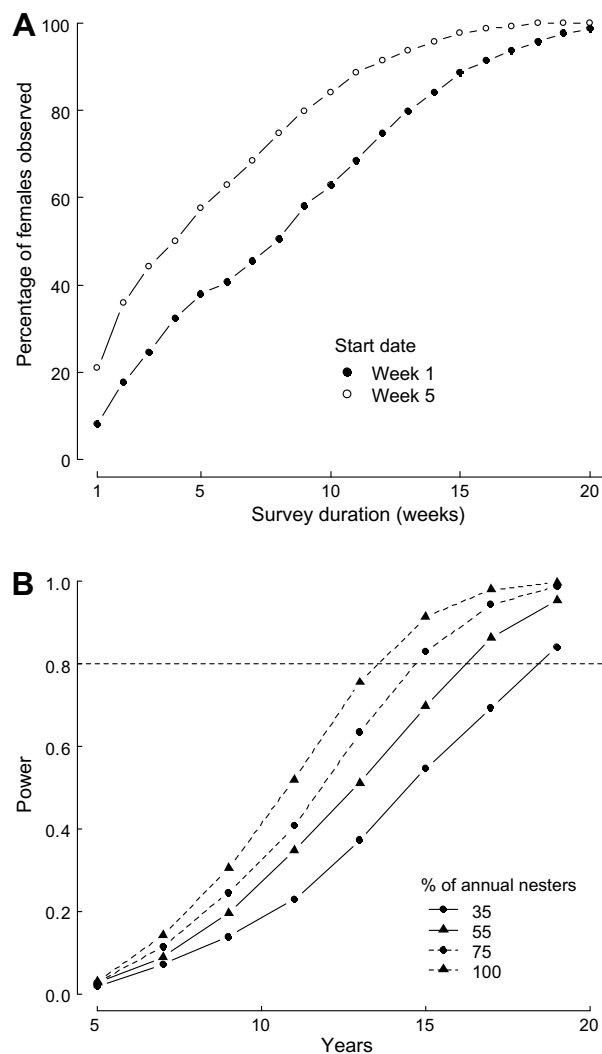 A
Percentage of females observed
100
80
60
40
20
0
Start date
Week 1
Week 5
1
5
10
15
20
Survey duration (weeks)
B
Power
1.0
0.8
0.6
0.4
0.2
0.0
% of annual nesters
35
55
75
100
5
10
15
20
Years